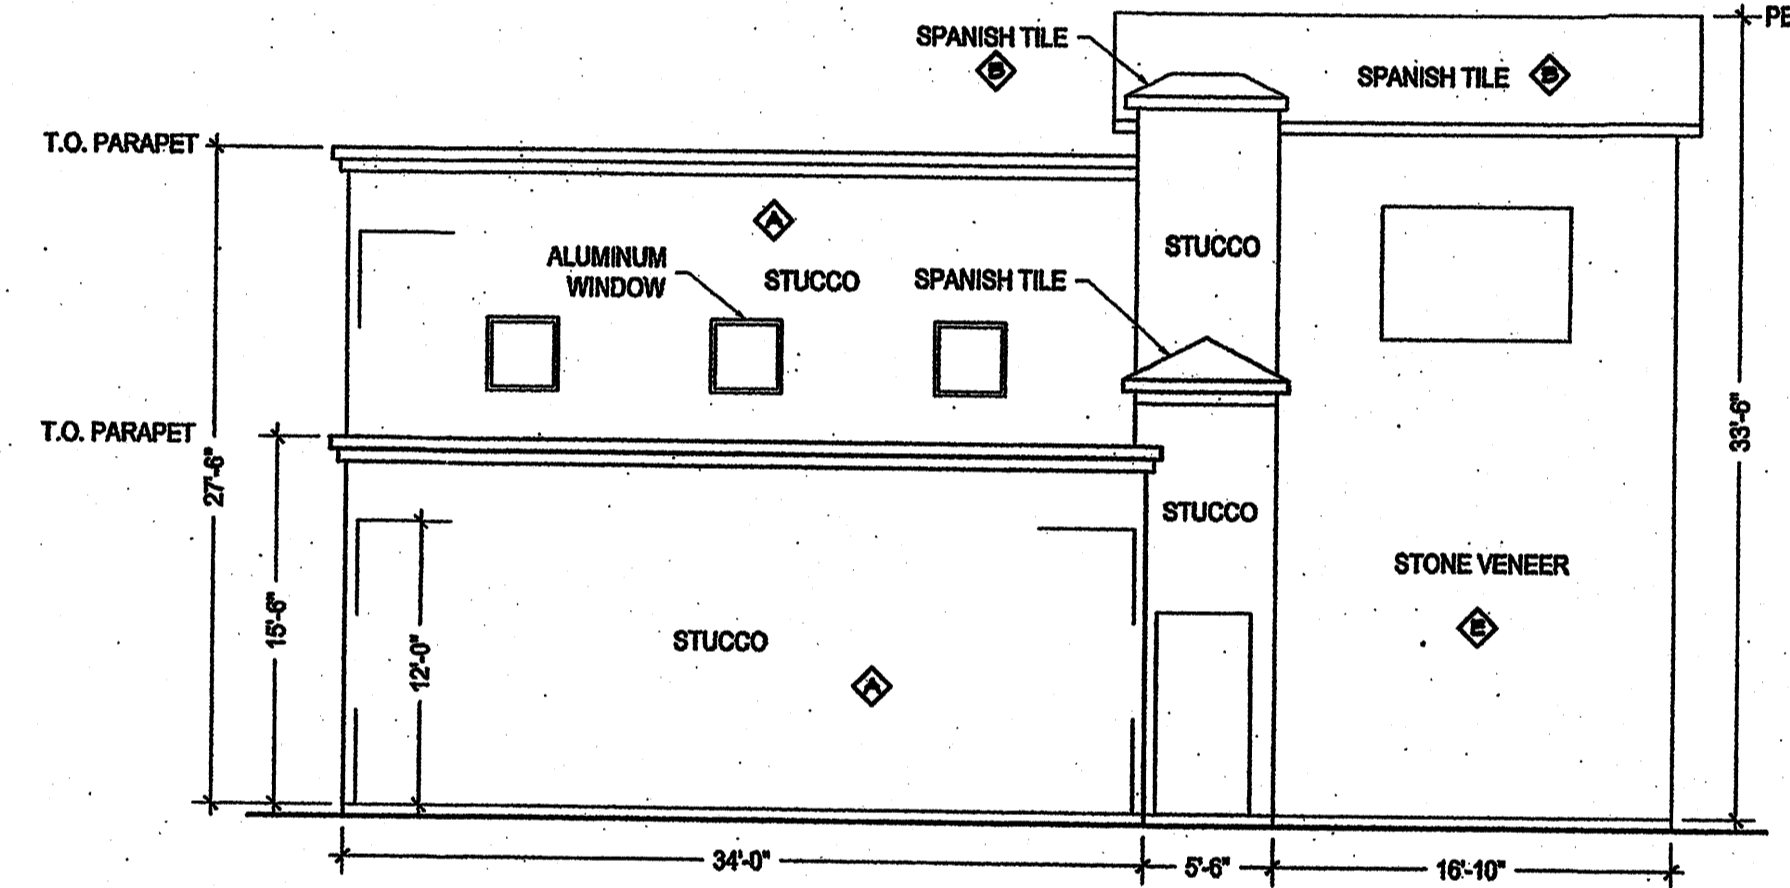 SPANISH TILE
B
SPANISH TILE B
PE
T.O. PARAPET
A
ALUMINUM
WINDOW
STUCCO
SPANISH TILE
STUCCO
T.O. PARAPET
27'-6"
15'-6"
12'-0"
33'-6"
STUCCO
STUCCO
A
STONE VENEER
E
34'-0"
5'-6"
16'-10"